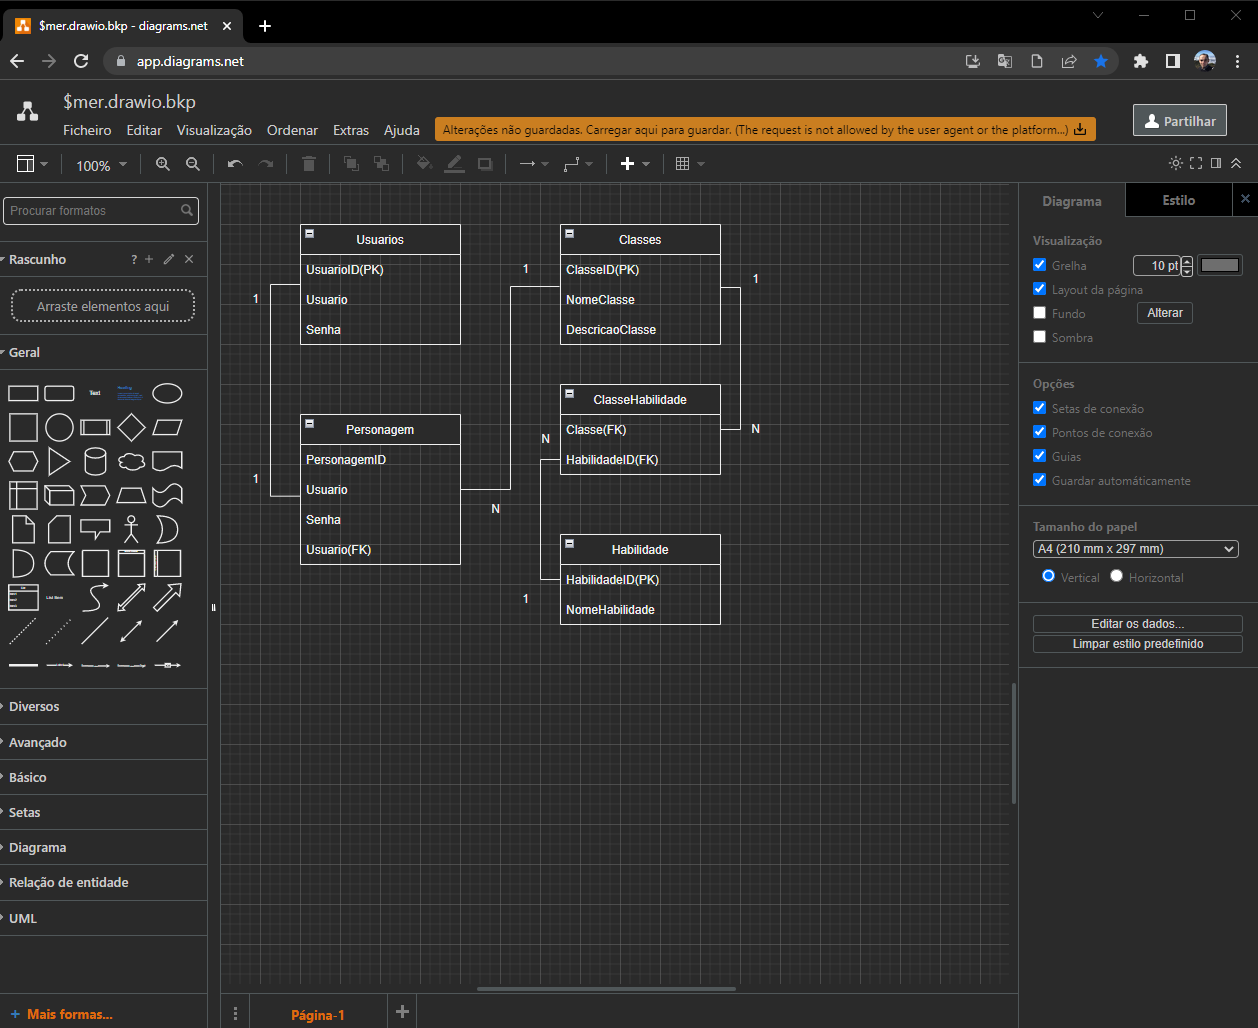 $mer.drawio.bkp - diagrams.net
app.diagrams.net
$mer.drawio.bkp
Ficheiro Editar Visualização Ordenar Extras Ajuda
Alterações não guardadas. Carregar aqui para guardar. (The request is not allowed by the user agent or the platform...)
Partilhar
100%
Procurar formatos
Rascunho
?
Arraste elementos aqui
Geral
Text
Diversos
Avançado
Básico
Setas
Diagrama
Relação de entidade
UML
+ Mais formas...
Usuarios
UsuarioID(PK)
Usuario
Senha
1
1
Personagem
PersonagemID
Usuario
Senha
Usuario(FK)
N
1
Classes
ClasseID(PK)
NomeClasse
DescricaoClasse
1
ClasseHabilidade
Classe(FK)
HabilidadeID(FK)
N
N
Habilidade
HabilidadeID(PK)
NomeHabilidade
1
Página-1
Diagrama Estilo
Visualização
Grelha 10 pt
Layout da página
Fundo Alterar
Sombra
Opções
Setas de conexão
Pontos de conexão
Guias
Guardar automáticamente
Tamanho do papel
A4 (210 mm x 297 mm)
Vertical Horizontal
Editar os dados...
Limpar estilo predefinido